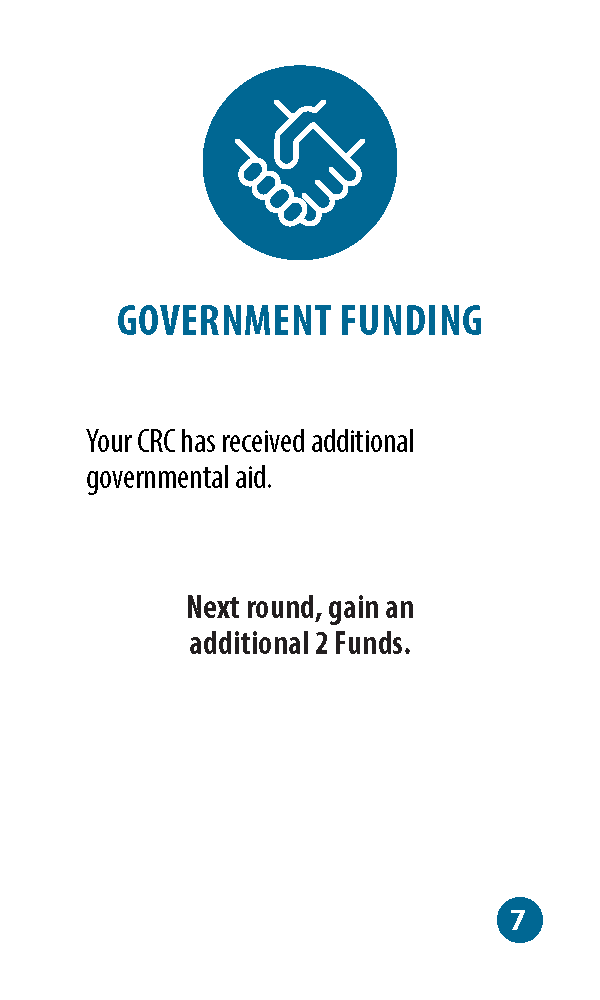 GOVERNMENT FUNDING
Your CRC has received additional
governmental aid.
Next round, gain an
additional 2 Funds.
7